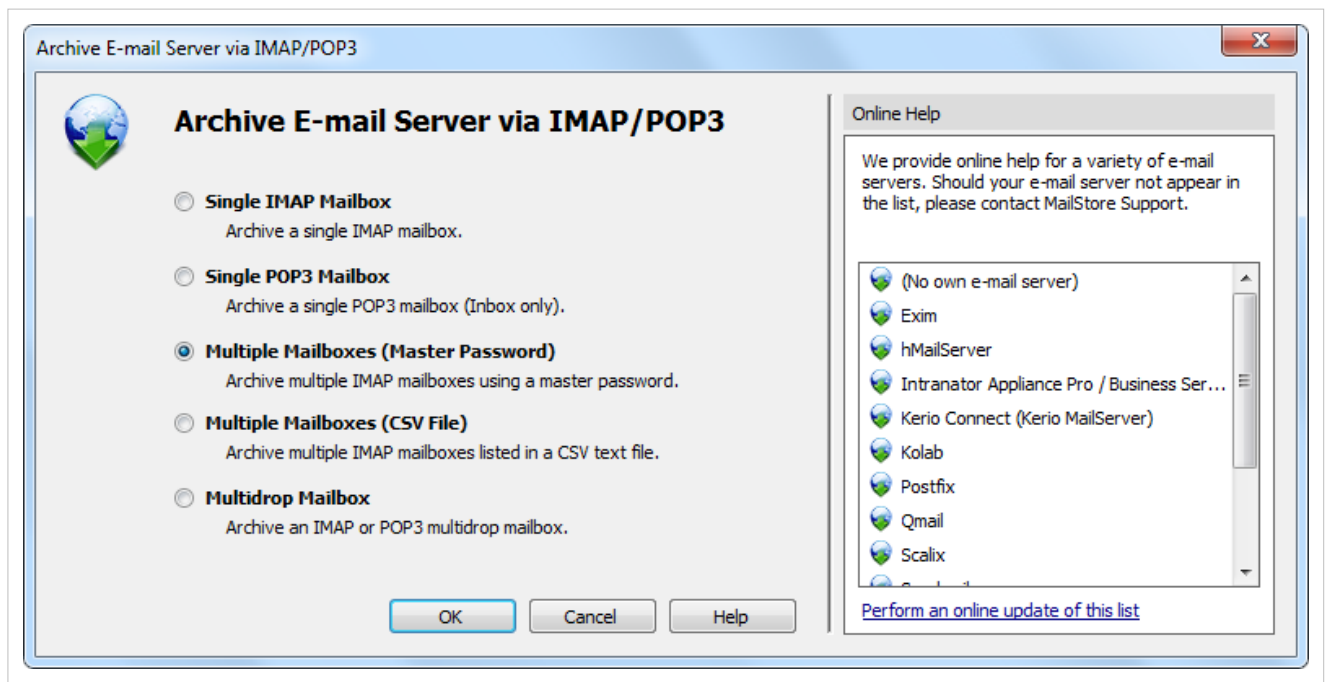 Archive E-mail Server via IMAP/POP3
Archive E-mail Server via IMAP/POP3
Single IMAP Mailbox
Archive a single IMAP mailbox.
Single POP3 Mailbox
Archive a single POP3 mailbox (Inbox only).
Multiple Mailboxes (Master Password)
Archive multiple IMAP mailboxes using a master password.
Multiple Mailboxes (CSV File)
Archive multiple IMAP mailboxes listed in a CSV text file.
Multidrop Mailbox
Archive an IMAP or POP3 multidrop mailbox.
OK
Cancel
Help
Online Help
We provide online help for a variety of e-mail
servers. Should your e-mail server not appear in
the list, please contact MailStore Support.
(No own e-mail server)
Exim
hMailServer
Intranator Appliance Pro / Business Ser...
Kerio Connect (Kerio MailServer)
Kolab
Postfix
Qmail
Scalix
Perform an online update of this list